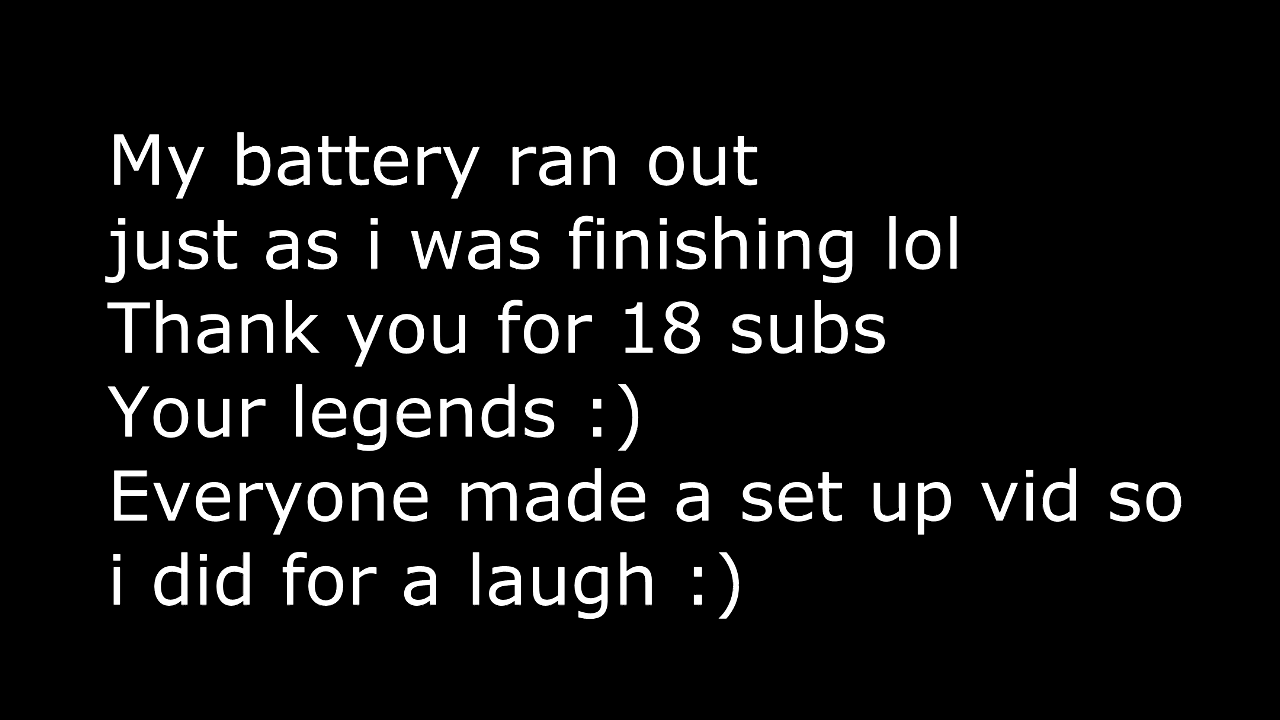 My battery ran out
just as i was finishing lol
Thank you for 18 subs
Your legends :)
Everyone made a set up vid so
i did for a laugh :)